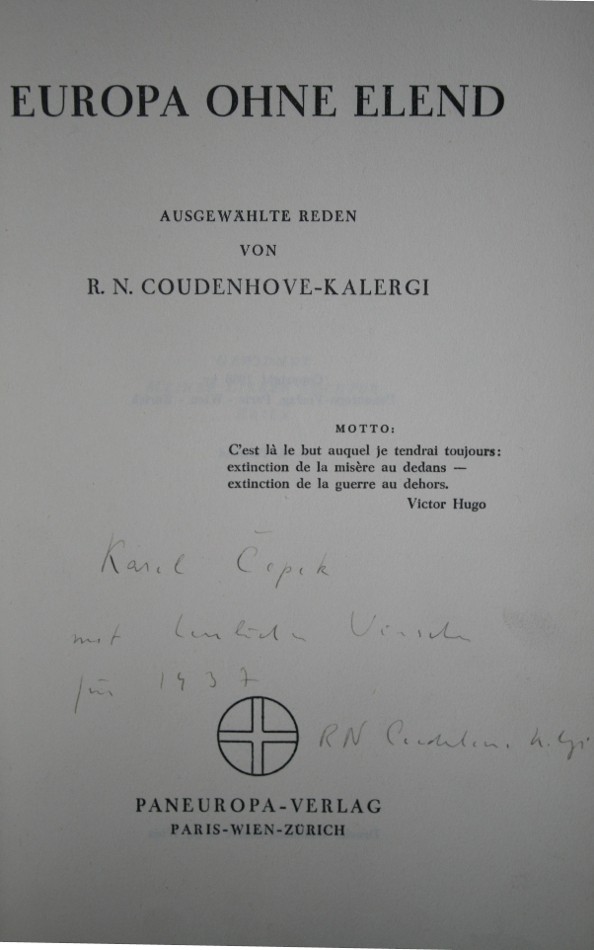 EUROPA OHNE ELEND
AUSGEWÄHLTE REDEN
VON
R. N. COUDENHOVE-KALERGI
MOTTO:
C'est là le but auquel je tendrai toujours:
extinction de la misère au dedans —
extinction de la guerre au dehors.
Victor Hugo
Karel Čapek
mit
für 1937
RN
PANEUROPA-VERLAG
PARIS-WIEN-ZÜRICH